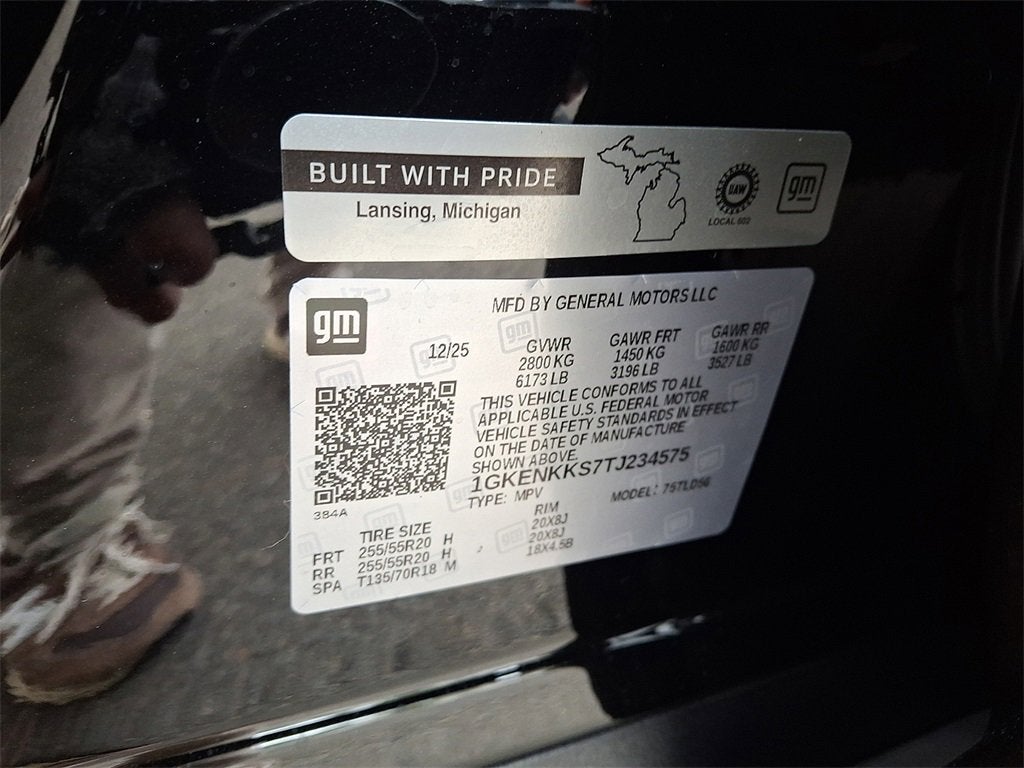 BUILT WITH PRIDE
Lansing, Michigan
UAW
LOCAL 602
gm
gm
MFD BY GENERAL MOTORS LLC
12/25
GVWR GAWR FRT GAWR RR
2800 KG 1450 KG 1600 KG
6173 LB 3196 LB 3527 LB
THIS VEHICLE CONFORMS TO ALL
APPLICABLE U.S. FEDERAL MOTOR
VEHICLE SAFETY STANDARDS IN EFFECT
ON THE DATE OF MANUFACTURE
SHOWN ABOVE.
1GKENKKS7TJ234575
TYPE: MPV MODEL: 75TLD56
3B4A
TIRE SIZE RIM
FRT 255/55R20 H 20X8J
RR 255/55R20 H 20X8J
SPA T135/70R18 M 18X4.5B